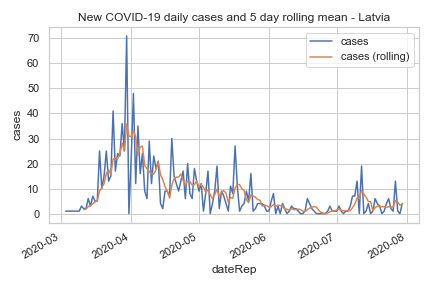 New COVID-19 daily cases and 5 day rolling mean - Latvia
cases
cases (rolling)
cases
70
60
50
40
30
20
10
0
2020-03
2020-04
2020-05
2020-06
2020-07
2020-08
dateRep